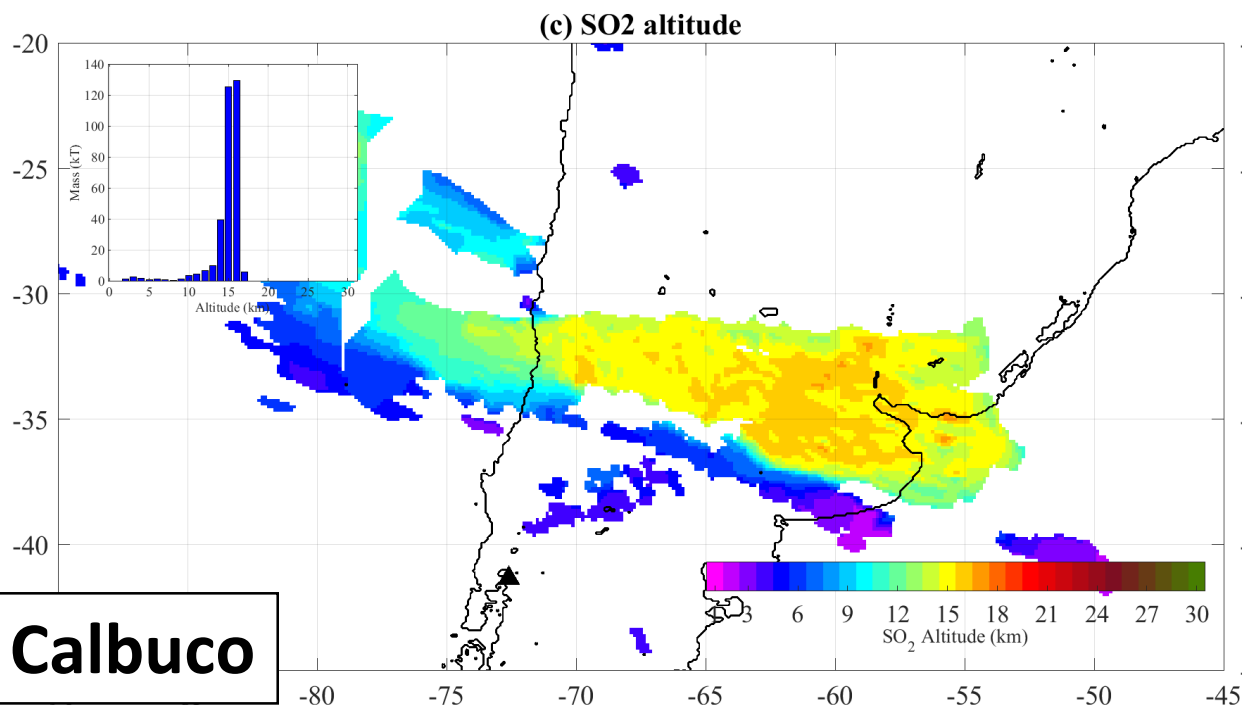 (c) SO2 altitude
-20
-25
-30
-35
-40
140
120
100
80
60
40
20
0
Mass (kT)
0 5 10 15 20 25 30
Altitude (km)
3 6 9 12 15 18 21 24 27 30
SO2 Altitude (km)
Calbuco
-80 -75 -70 -65 -60 -55 -50 -45